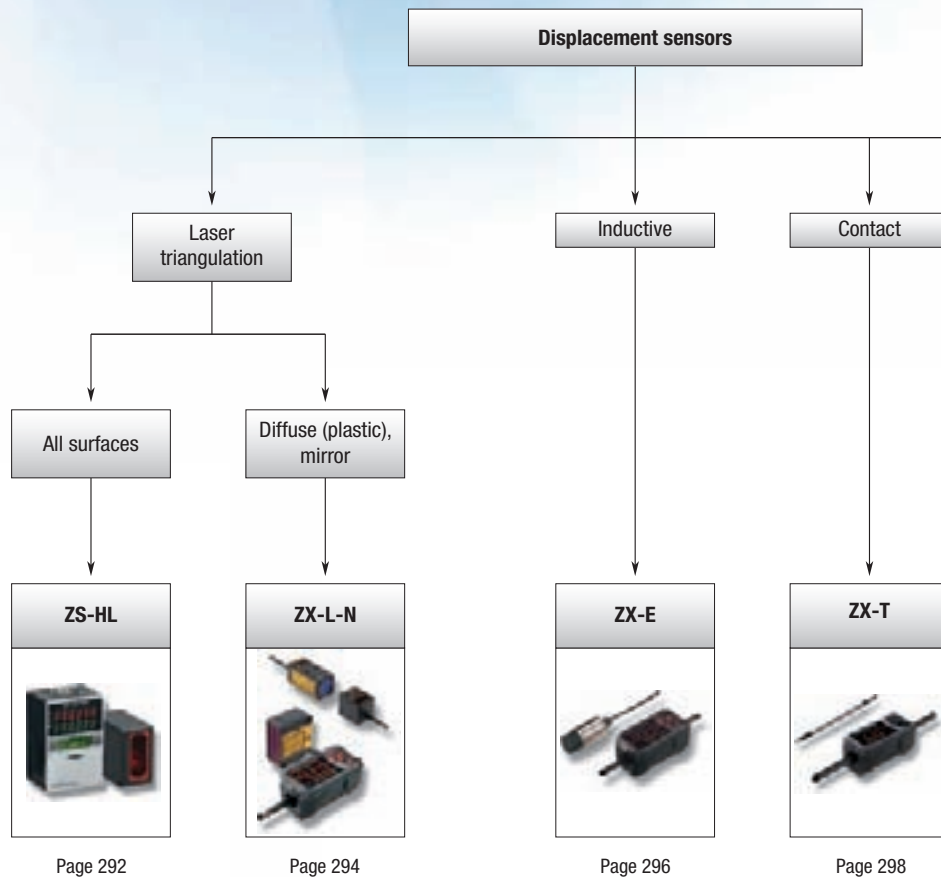 Displacement sensors
Laser
triangulation
Inductive
Contact
All surfaces
Diffuse (plastic),
mirror
ZS-HL
ZX-L-N
ZX-E
ZX-T
Page 292
Page 294
Page 296
Page 298